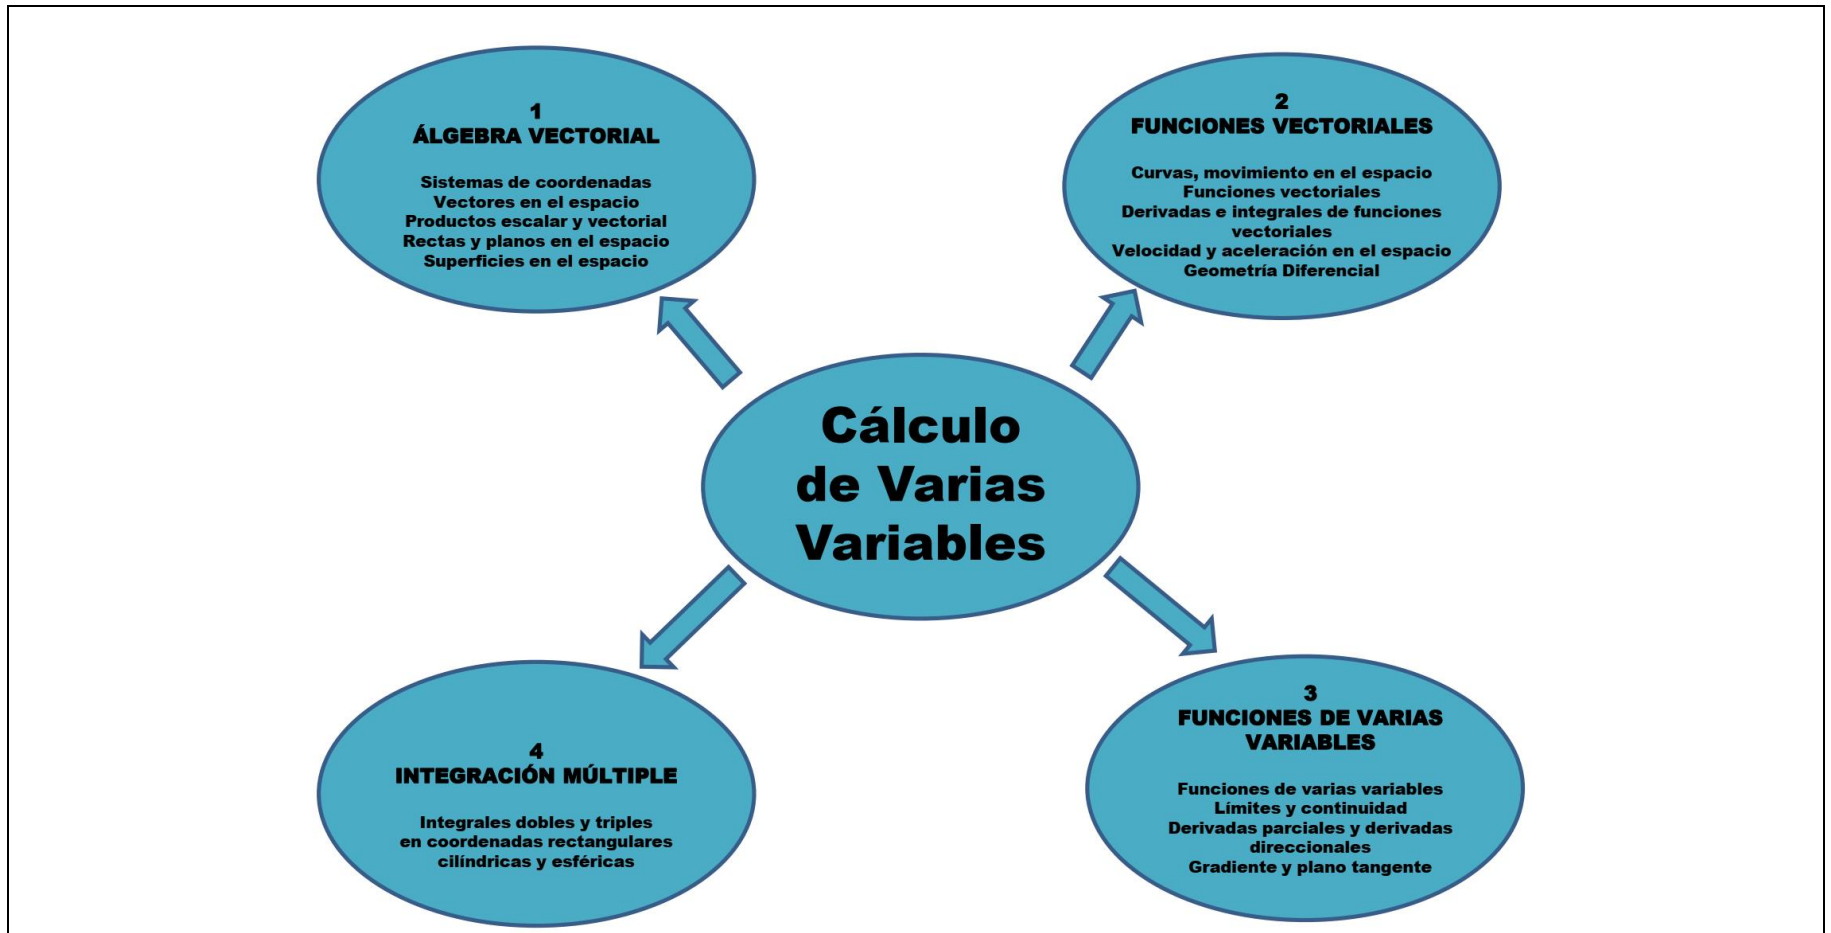 1
ÁLGEBRA VECTORIAL
Sistemas de coordenadas
Vectores en el espacio
Productos escalar y vectorial
Rectas y planos en el espacio
Superficies en el espacio
2
FUNCIONES VECTORIALES
Curvas, movimiento en el espacio
Funciones vectoriales
Derivadas e integrales de funciones
vectoriales
Velocidad y aceleración en el espacio
Geometría Diferencial
Cálculo
de Varias
Variables
3
FUNCIONES DE VARIAS
VARIABLES
Funciones de varias variables
Límites y continuidad
Derivadas parciales y derivadas
direccionales
Gradiente y plano tangente
4
INTEGRACIÓN MÚLTIPLE
Integrales dobles y triples
en coordenadas rectangulares
cilíndricas y esféricas